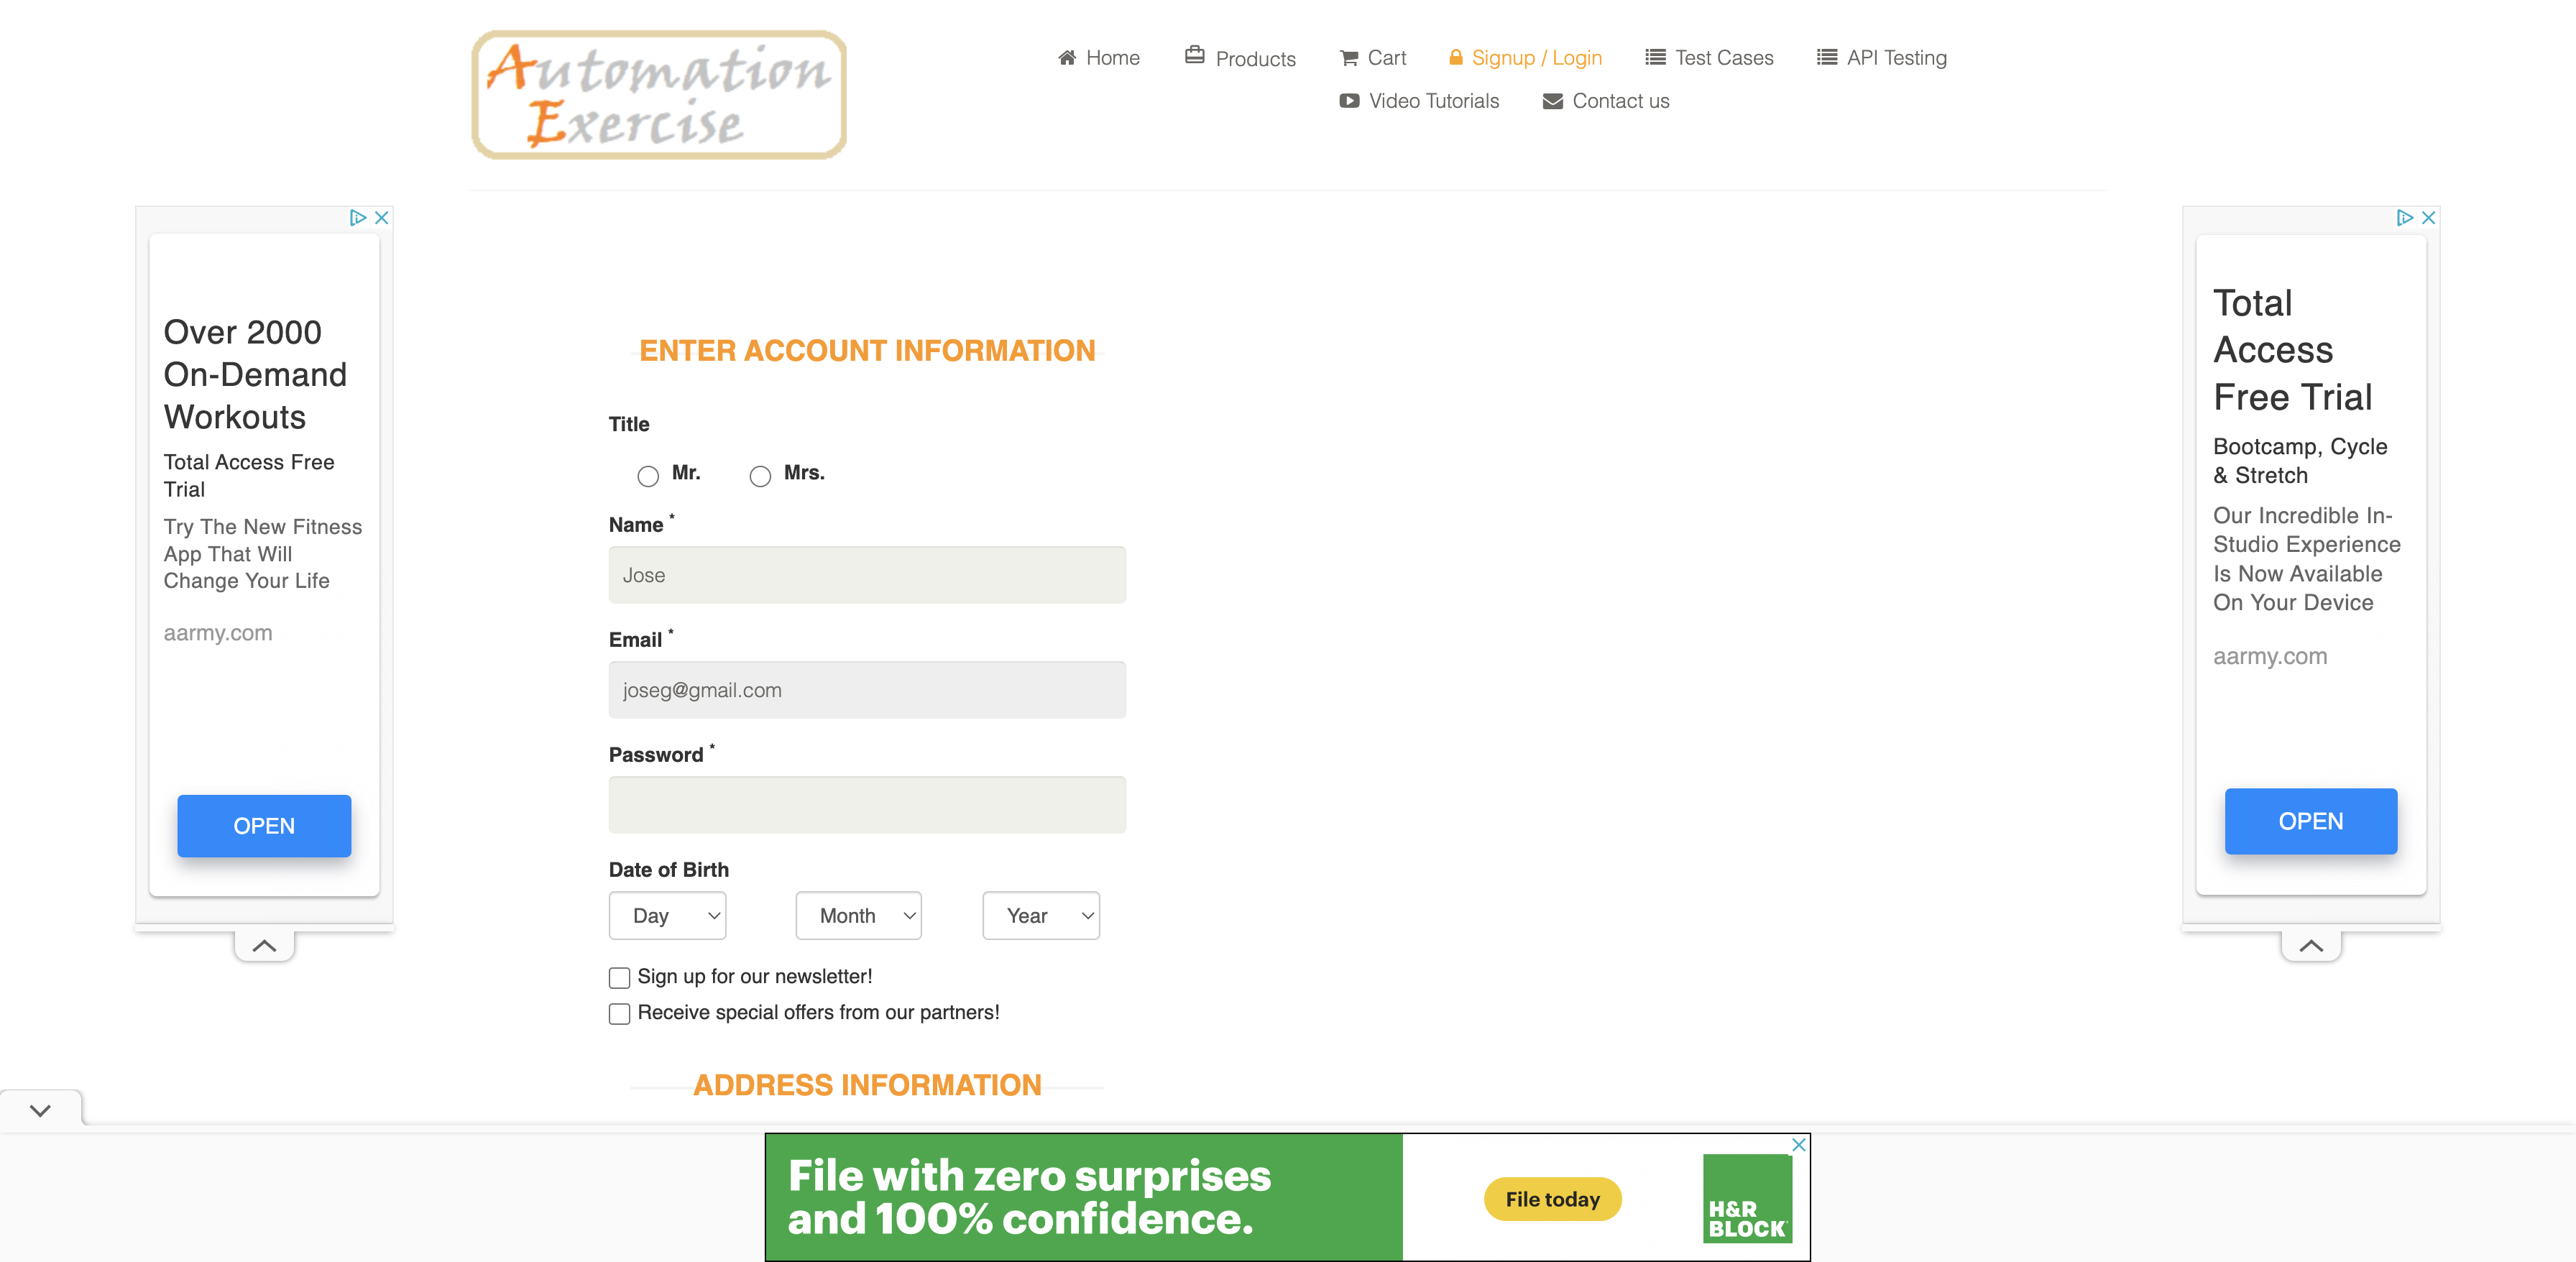 Automation
Exercise
Home
Products
Cart
Signup / Login
Test Cases
API Testing
Video Tutorials
Contact us
Over 2000
On-Demand
Workouts
Total Access Free
Trial
Try The New Fitness
App That Will
Change Your Life
aarmy.com
OPEN
ENTER ACCOUNT INFORMATION
Title
Mr.
Mrs.
Name *
Jose
Email *
joseg@gmail.com
Password *
Date of Birth
Day
Month
Year
Sign up for our newsletter!
Receive special offers from our partners!
ADDRESS INFORMATION
Total
Access
Free Trial
Bootcamp, Cycle
& Stretch
Our Incredible In-
Studio Experience
Is Now Available
On Your Device
aarmy.com
OPEN
File with zero surprises
and 100% confidence.
File today
H&R
BLOCK